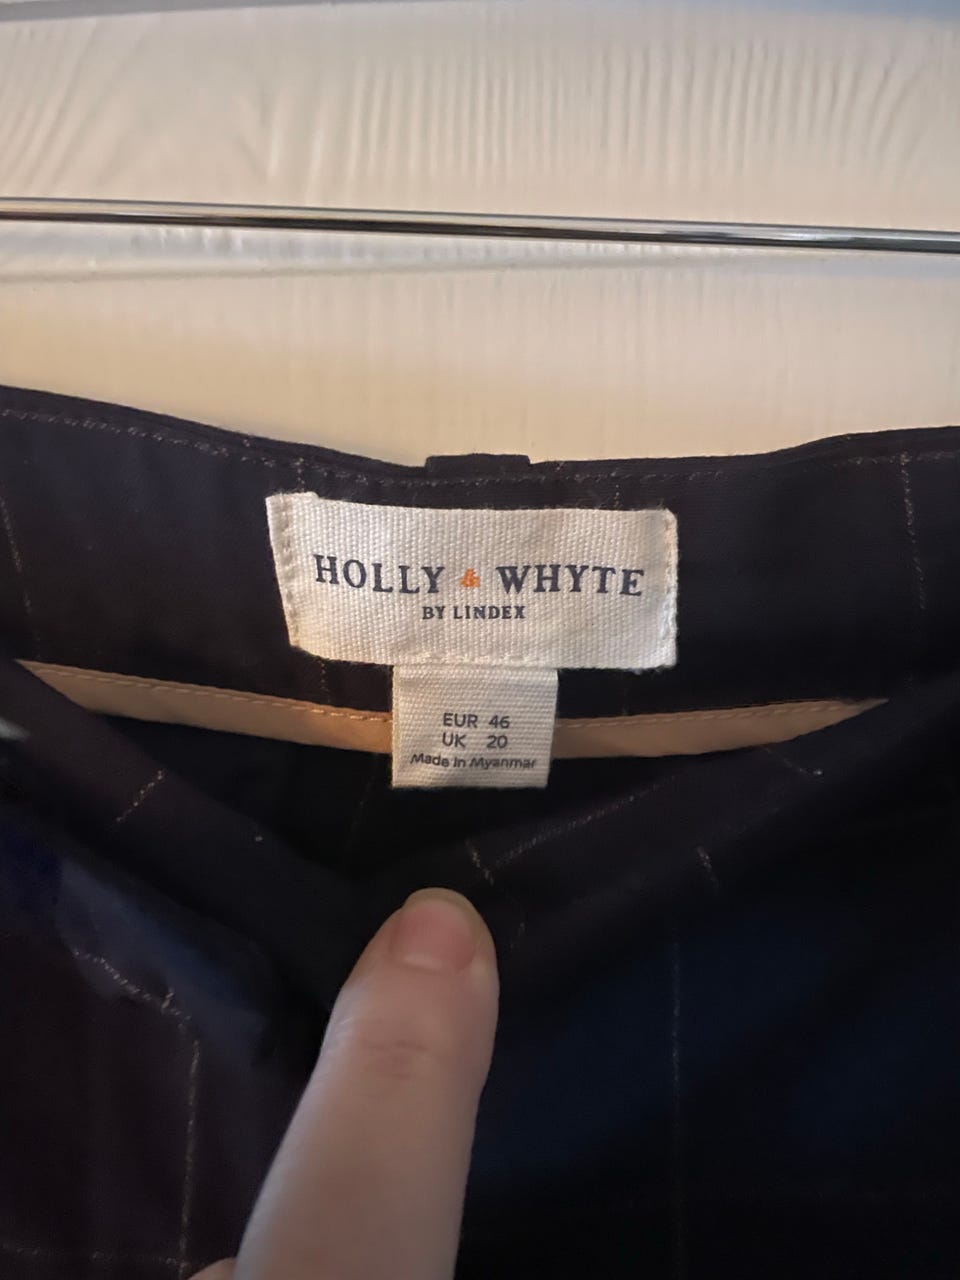 HOLLY & WHYTE
BY LINDEX
EUR 46
UK 20
Made in Myanmar